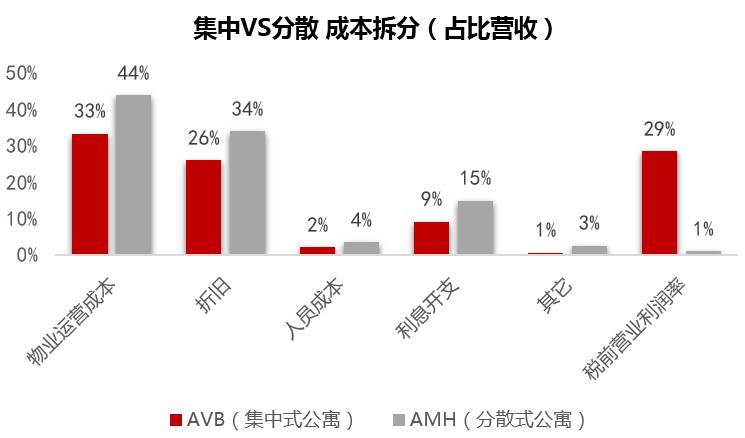 集中VS分散 成本拆分（占比营收）
50%
40%
30%
20%
10%
0%
33%
44%
26%
34%
2%
4%
9%
15%
1%
3%
29%
1%
物业运营成本
折旧
人员成本
利息开支
其它
税前营业利润率
AVB（集中式公寓）
AMH（分散式公寓）